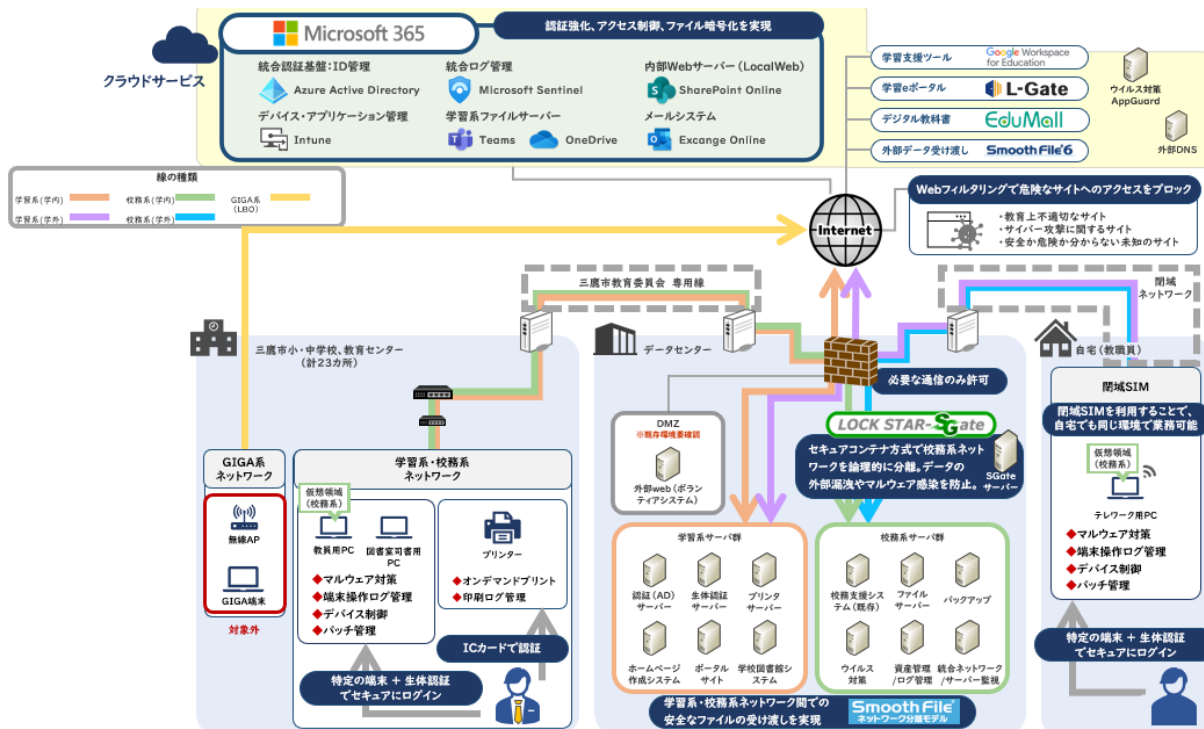 クラウドサービス
Microsoft 365
認証強化、アクセス制御、ファイル暗号化を実現
統合認証基盤:ID管理
Azure Active Directory
統合ログ管理
Microsoft Sentinel
内部Webサーバー(LocalWeb)
SharePoint Online
デバイス・アプリケーション管理
Intune
学習系ファイルサーバー
Teams
OneDrive
メールシステム
Excange Online
学習支援ツール
Google Workspace
for Education
学習eポータル
L-Gate
デジタル教科書
EduMall
外部データ受け渡し
Smooth File 6
ウイルス対策
AppGuard
外部DNS
線の種類
学習系(学内)
校務系(学内)
GIGA系
(LBO)
学習系(学外)
校務系(学外)
Internet
Webフィルタリングで危険なサイトへのアクセスをブロック
・教育上不適切なサイト
・サイバー攻撃に関するサイト
・安全か危険か分からない未知のサイト
三鷹市教育委員会 専用線
閉域
ネットワーク
三鷹市小・中学校、教育センター
(計23カ所)
データセンター
自宅(教職員)
必要な通信のみ許可
GIGA系
ネットワーク
無線AP
GIGA端末
対象外
学習系・校務系
ネットワーク
仮想領域
(校務系)
教員用PC
図書室司書用
PC
◆マルウェア対策
◆端末操作ログ管理
◆デバイス制御
◆パッチ管理
プリンター
◆オンデマンドプリント
◆印刷ログ管理
ICカードで認証
特定の端末 + 生体認証
でセキュアにログイン
DMZ
※既存環境要確認
外部web(ボラン
ティアシステム)
LOCK STAR-SGate
セキュアコンテナ方式で校務系ネット
ワークを論理的に分離。データの
外部漏洩やマルウェア感染を防止。
SGate
サーバー
学習系サーバ群
認証(AD)
サーバー
生体認証
サーバー
プリンタ
サーバー
ホームページ
作成システム
ポータル
サイト
学校図書館シ
ステム
校務系サーバ群
校務支援シス
テム(既存)
ファイル
サーバー
バックアップ
ウイルス
対策
資産管理
/ログ管理
統合ネットワーク
/サーバー監視
学習系・校務系ネットワーク間での
安全なファイルの受け渡しを実現
Smooth File
ネットワーク分離モデル
閉域SIM
閉域SIMを利用することで、
自宅でも同じ環境で業務可能
仮想領域
(校務系)
テレワーク用PC
◆マルウェア対策
◆端末操作ログ管理
◆デバイス制御
◆パッチ管理
特定の端末 + 生体認証
でセキュアにログイン